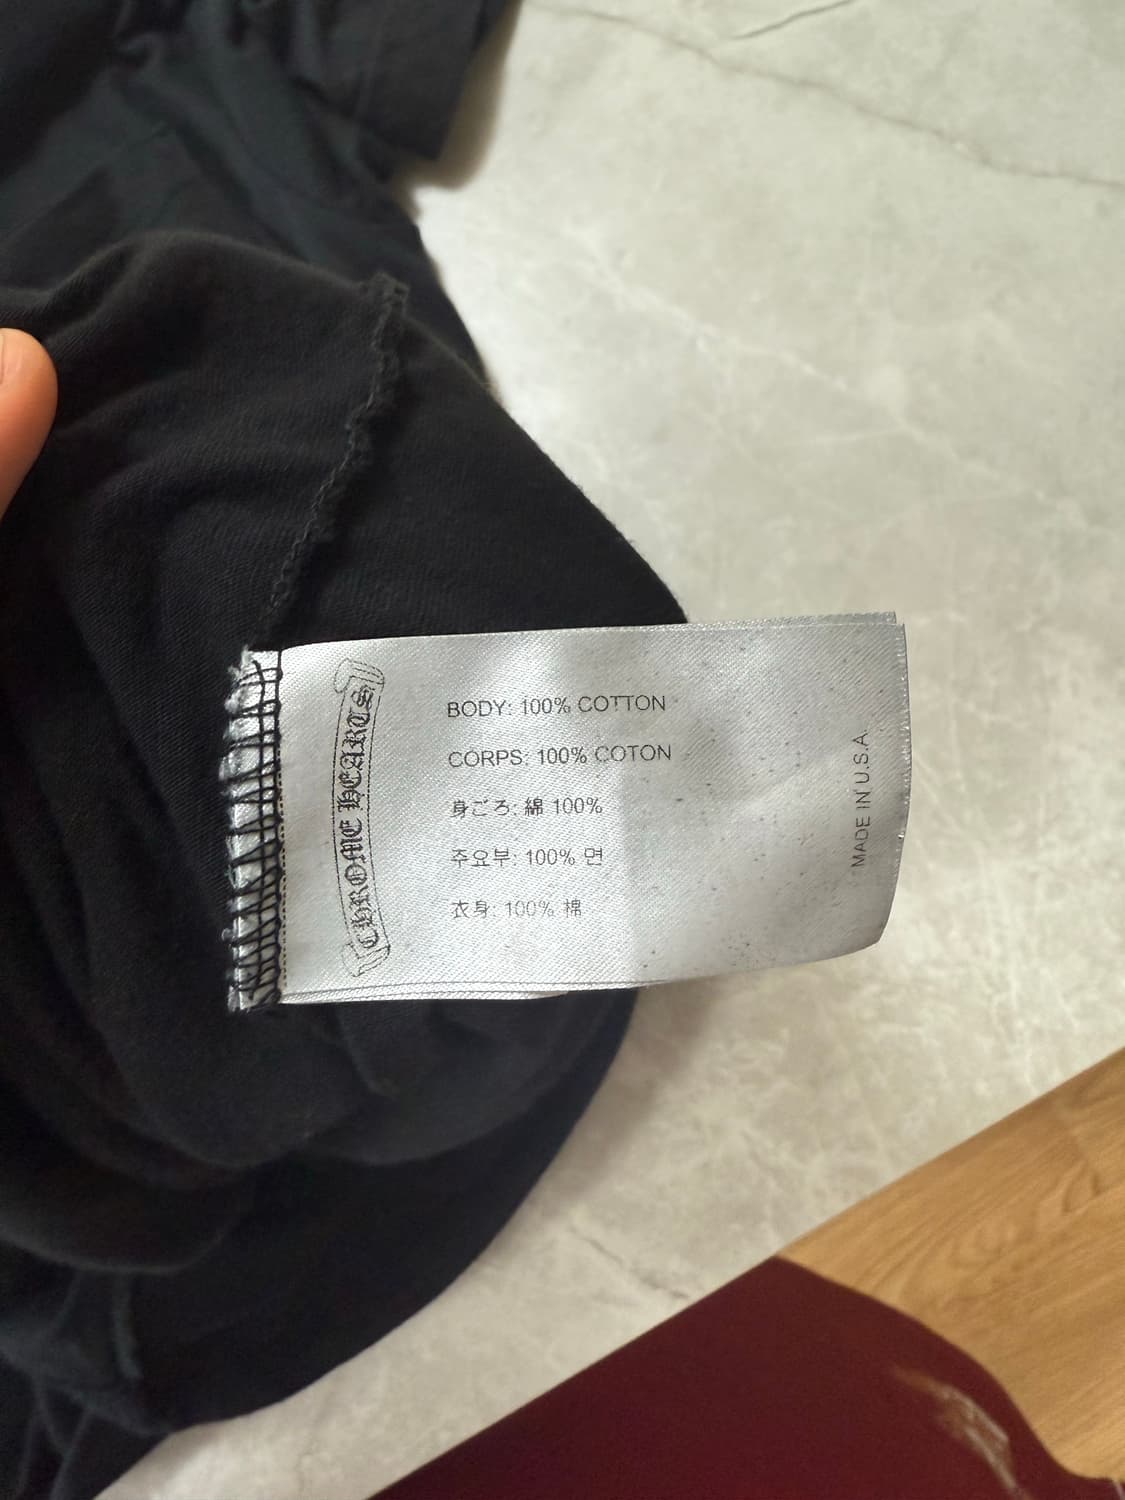 CHROME HEARTS
BODY: 100% COTTON
CORPS: 100% COTON
身ごろ: 綿 100%
주요부: 100% 면
衣身: 100% 棉
MADE IN U.S.A.